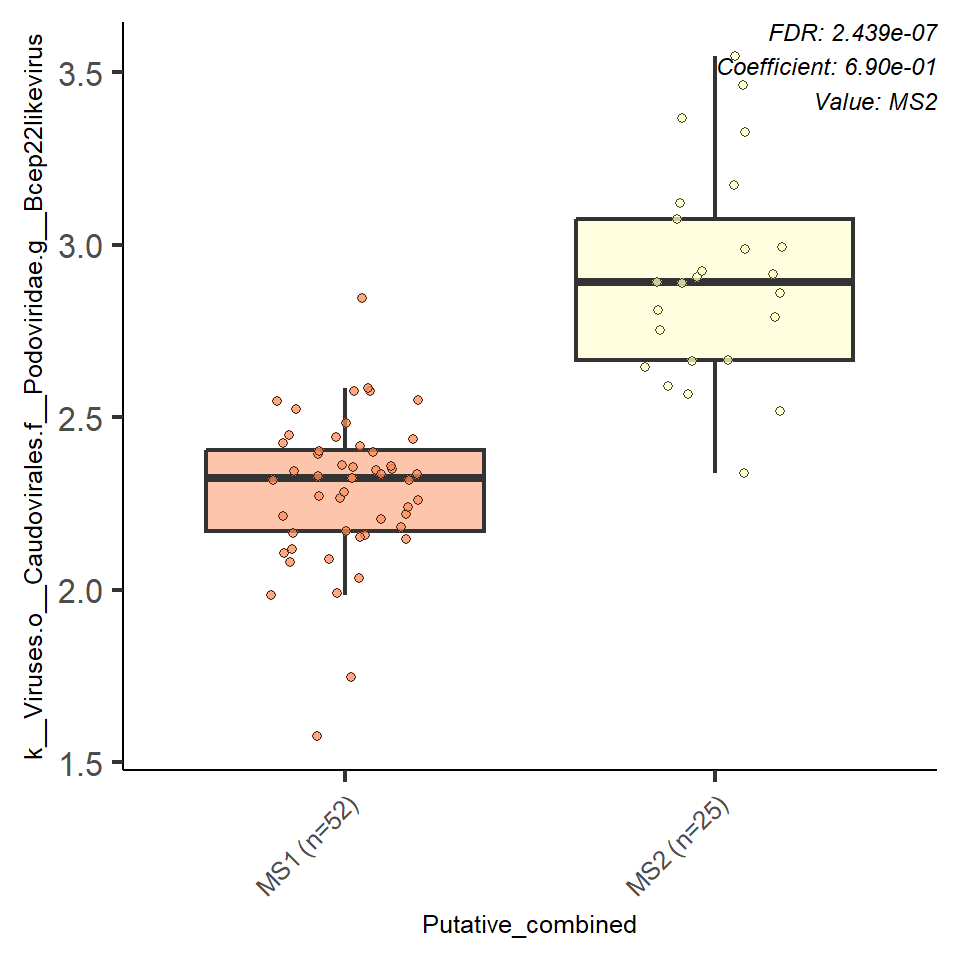 FDR: 2.439e-07
Coefficient: 6.90e-01
Value: MS2
k__Viruses.o__Caudovirales.f__Podoviridae.g__Bcep22likevirus
3.5
3.0
2.5
2.0
1.5
MS1 (n=52)
MS2 (n=25)
Putative_combined